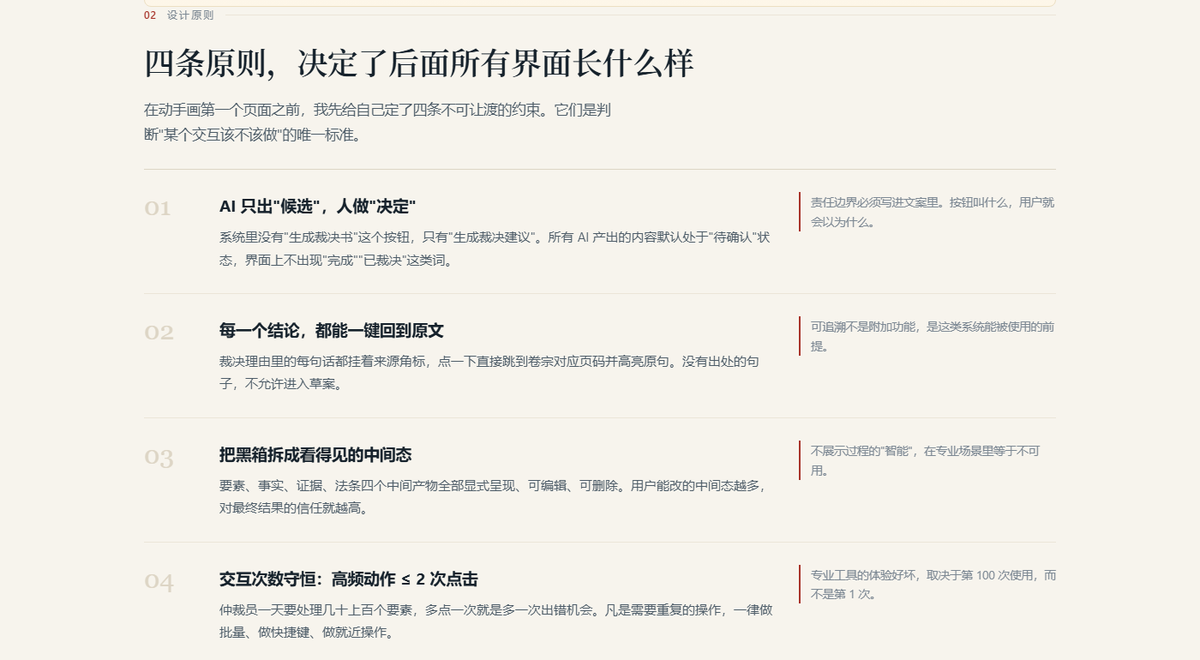 02 设计原则
四条原则，决定了后面所有界面长什么样
在动手画第一个页面之前，我先给自己定了四条不可让渡的约束。它们是判
断"某个交互该不该做"的唯一标准。
01
AI 只出"候选"，人做"决定"
系统里没有"生成裁决书"这个按钮，只有"生成裁决建议"。所有 AI 产出的内容默认处于"待确认"状
态，界面上不出现"完成""已裁决"这类词。
责任边界必须写进文案里。按钮叫什么，用户就
会以为什么。
02
每一个结论，都能一键回到原文
裁决理由里的每句话都挂着来源角标，点一下直接跳到卷宗对应页码并高亮原句。没有出处的句
子，不允许进入草案。
可追溯不是附加功能，是这类系统能被使用的前
提。
03
把黑箱拆成看得见的中间态
要素、事实、证据、法条四个中间产物全部显式呈现、可编辑、可删除。用户能改的中间态越多，
对最终结果的信任就越高。
不展示过程的"智能"，在专业场景里等于不可
用。
04
交互次数守恒：高频动作 ≤ 2 次点击
仲裁员一天要处理几十上百个要素，多点一次就是多一次出错机会。凡是需要重复的操作，一律做
批量、做快捷键、做就近操作。
专业工具的体验好坏，取决于第 100 次使用，而
不是第 1 次。